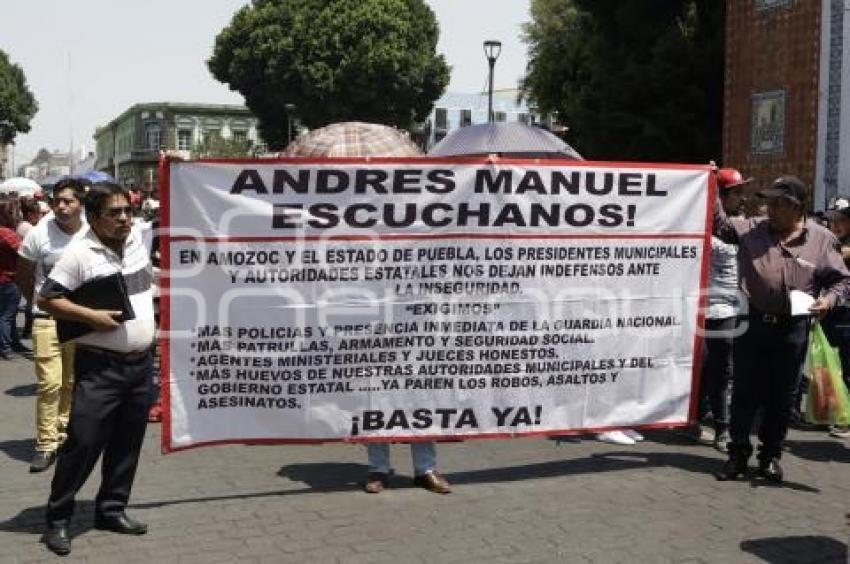 ANDRES MANUEL
ESCUCHANOS!
EN AMOZOC Y EL ESTADO DE PUEBLA, LOS PRESIDENTES MUNICIPALES
Y AUTORIDADES ESTATALES NOS DEJAN INDEFENSOS ANTE
LA INSEGURIDAD.
"EXIGIMOS"
*MAS POLICIAS Y PRESENCIA INMEDIATA DE LA GUARDIA NACIONAL.
*MAS PATRULLAS, ARMAMENTO Y SEGURIDAD SOCIAL.
*AGENTES MINISTERIALES Y JUECES HONESTOS.
*MAS HUEVOS DE NUESTRAS AUTORIDADES MUNICIPALES Y DEL
GOBIERNO ESTATAL .....YA PAREN LOS ROBOS, ASALTOS Y
ASESINATOS.
¡BASTA YA!